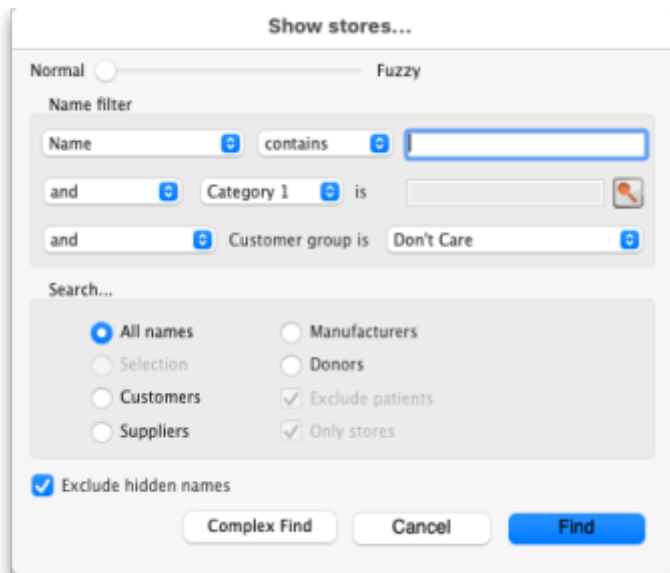 Show stores...
Normal Fuzzy
Name filter
Name contains
and Category 1 is
and Customer group is Don't Care
Search...
All names Manufacturers
Selection Donors
Customers Exclude patients
Suppliers Only stores
Exclude hidden names
Complex Find Cancel Find